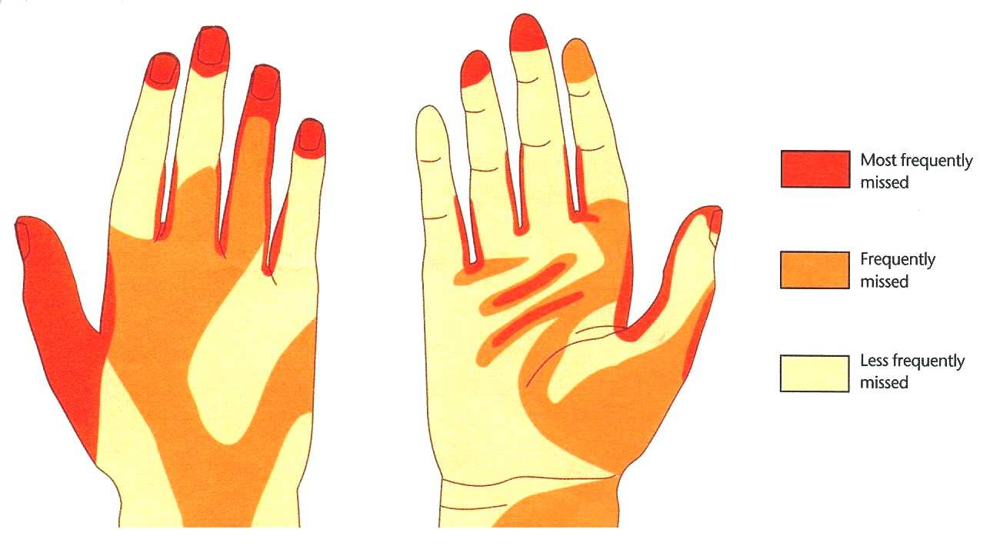 Most frequently
missed
Frequently
missed
Less frequently
missed